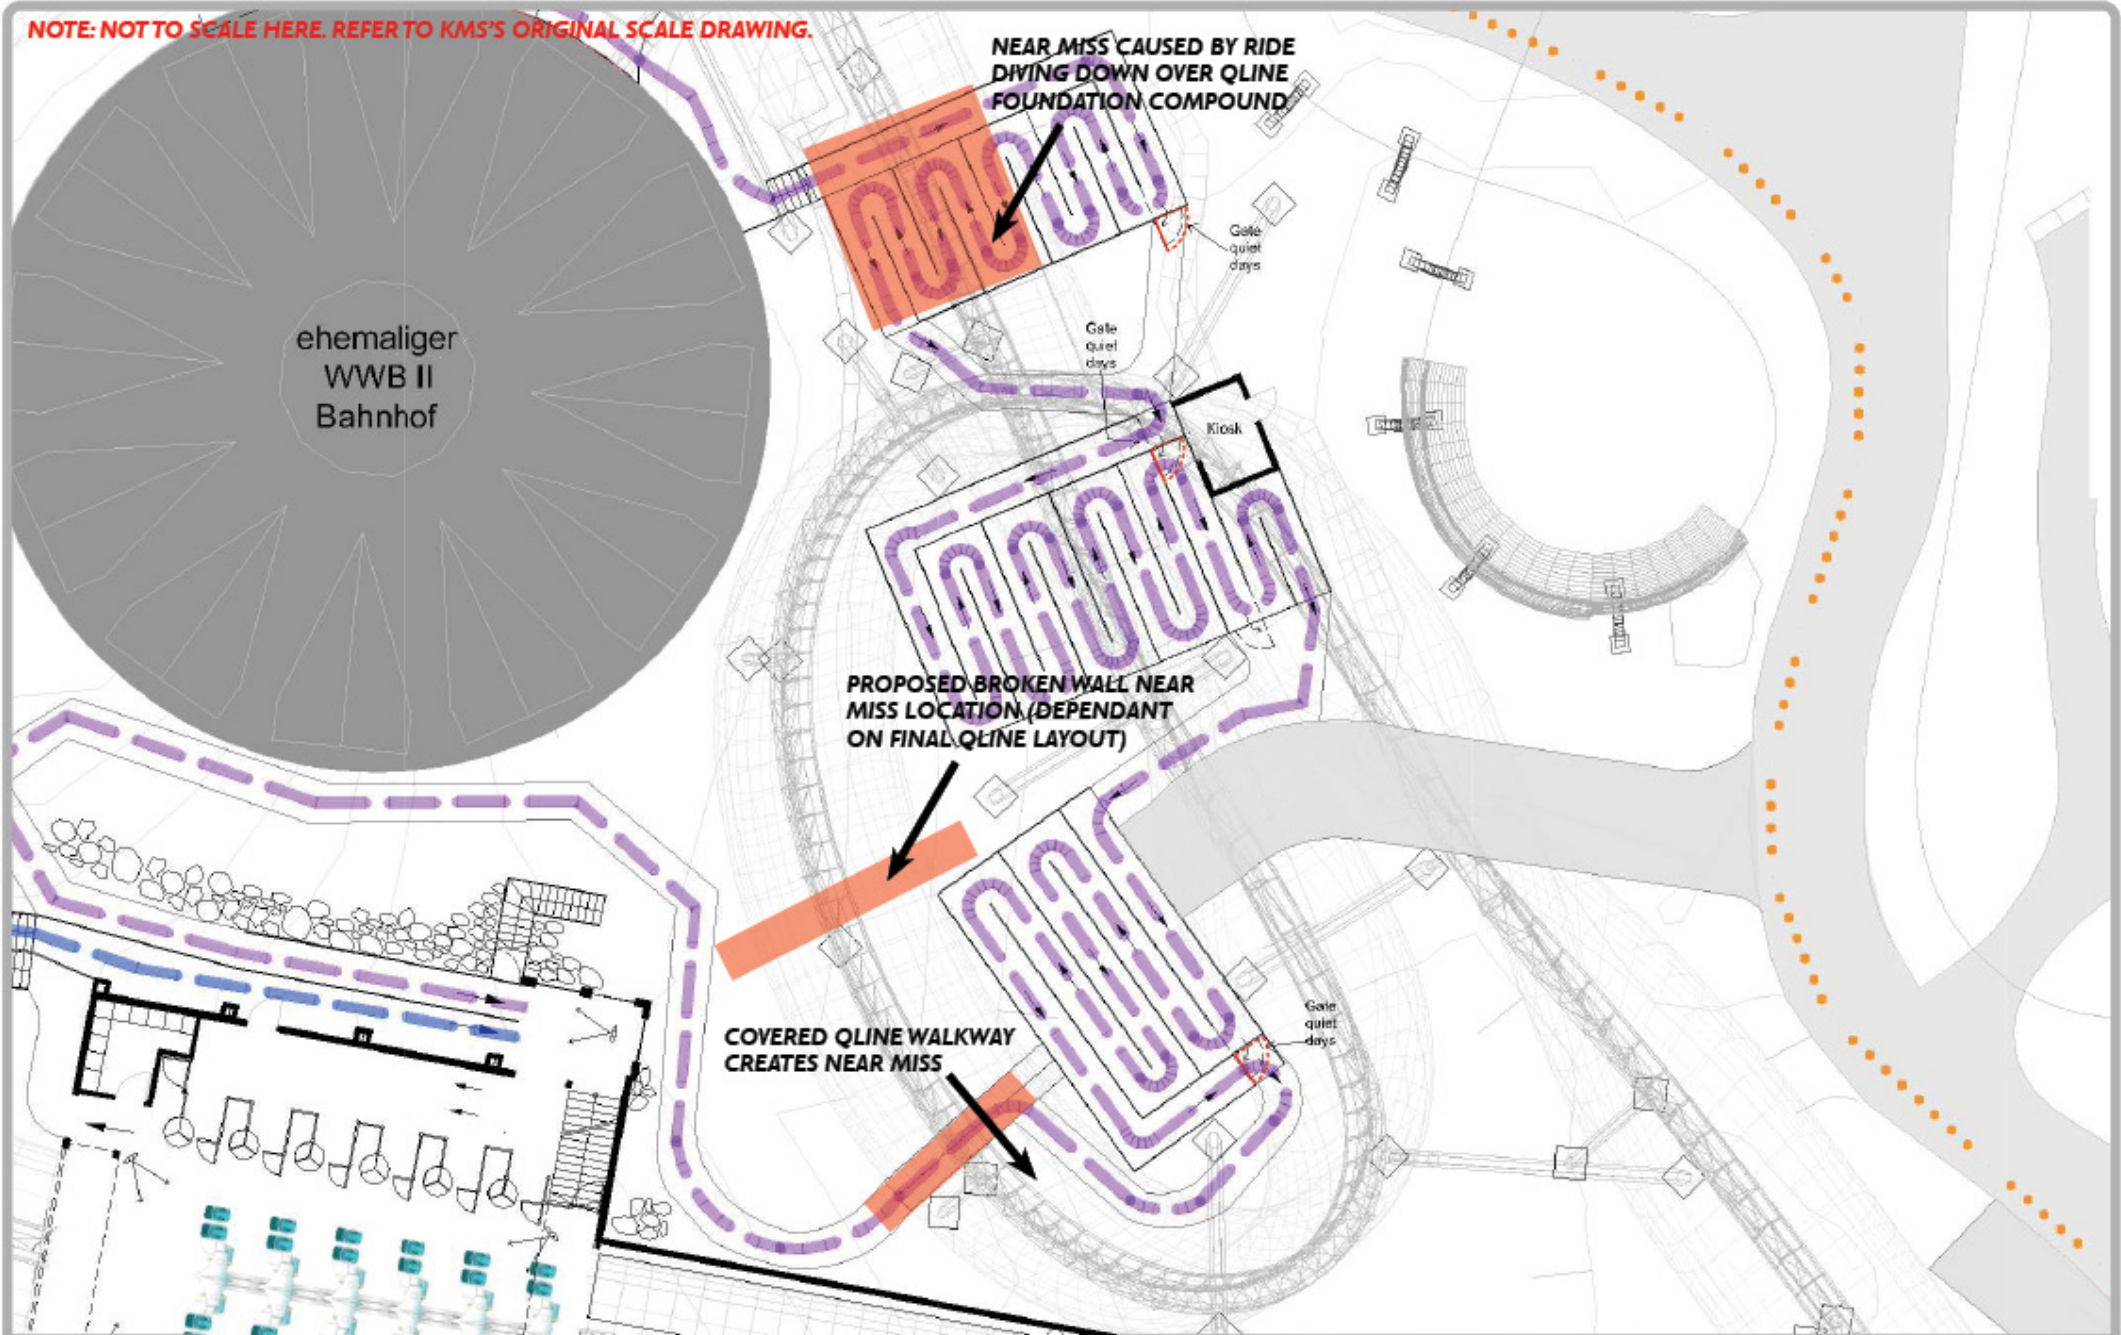 NOTE: NOT TO SCALE HERE. REFER TO KMS'S ORIGINAL SCALE DRAWING.
NEAR MISS CAUSED BY RIDE
DIVING DOWN OVER QLINE
FOUNDATION COMPOUND
Gate
quiet
days
ehemaliger
WWB II
Bahnhof
Gate
quiet
days
Kiosk
PROPOSED BROKEN WALL NEAR
MISS LOCATION (DEPENDANT
ON FINAL QLINE LAYOUT)
Gate
quiet
days
COVERED QLINE WALKWAY
CREATES NEAR MISS